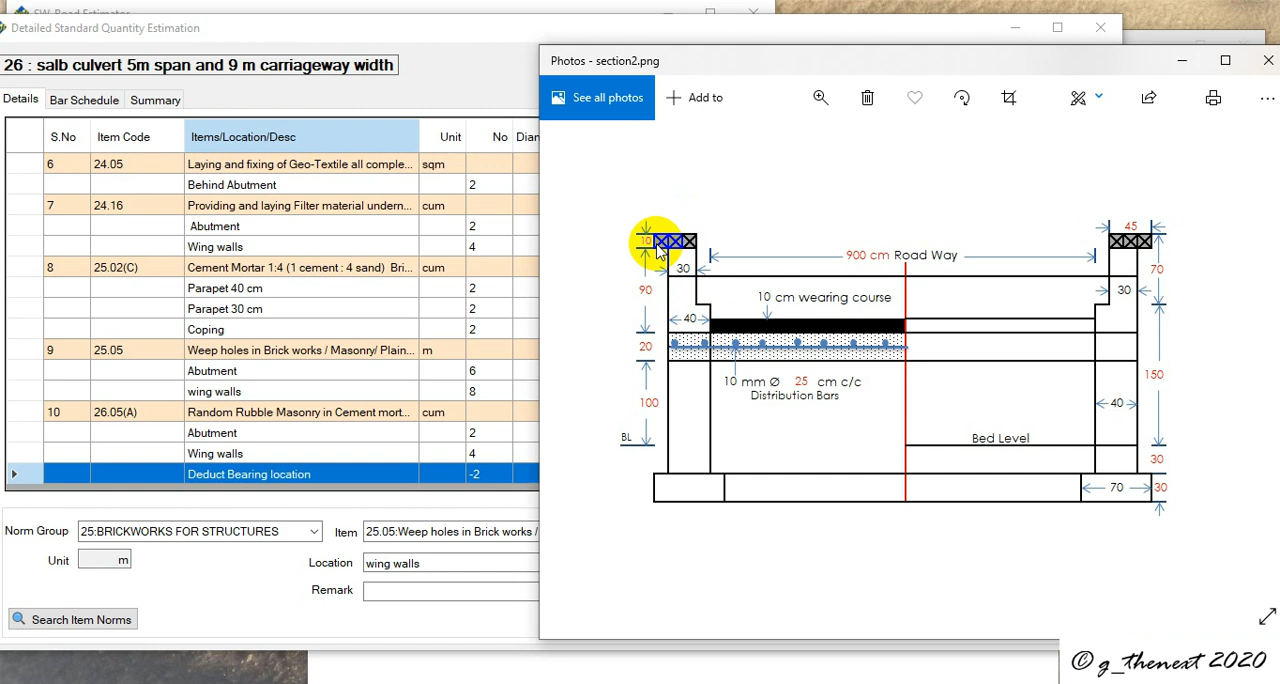 SW-Road Estimator
Detailed Standard Quantity Estimation
26 : salb culvert 5m span and 9 m carriageway width
Details Bar Schedule Summary
S.No Item Code Items/Location/Desc Unit No Dian
6 24.05 Laying and fixing of Geo-Textile all comple... sqm
Behind Abutment 2
7 24.16 Providing and laying Filter material undern... cum
Abutment 2
Wing walls 4
8 25.02(C) Cement Mortar 1:4 (1 cement : 4 sand) Bri... cum
Parapet 40 cm 2
Parapet 30 cm 2
Coping 2
9 25.05 Weep holes in Brick works / Masonry/ Plain... m
Abutment 6
wing walls 8
10 26.05(A) Random Rubble Masonry in Cement mort... cum
Abutment 2
Wing walls 4
Deduct Bearing location -2
Norm Group 25:BRICKWORKS FOR STRUCTURES Item 25.05:Weep holes in Brick works /
Unit m Location wing walls
Remark
Search Item Norms
Photos - section2.png
See all photos Add to
10 45
900 cm Road Way
30 70
90 10 cm wearing course 30
40
20
10 mm Ø 25 cm c/c
Distribution Bars
150
100 40
BL Bed Level
30
70 30
© g_thenext 2020